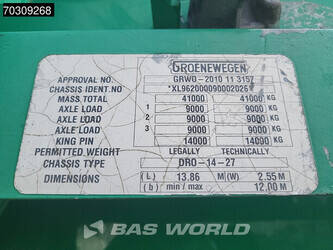 70309268
GROENEWEGEN
APPROVAL NO. GRWG-2010 11 3157
CHASSIS IDENT.NO *XL962000090002026*
MASS TOTAL 41000 41000 KG
AXLE LOAD 1 9000 9000 KG
AXLE LOAD 2 9000 9000 KG
AXLE LOAD 3 9000 9000 KG
KING PIN 14000 14000 KG
PERMITTED WEIGHT LEGALLY TECHNICALLY
CHASSIS TYPE DRO-14-27
DIMENSIONS (L) 13.86 M(W) 2.55 M
(b) min / max 12.00 M
BAS WORLD